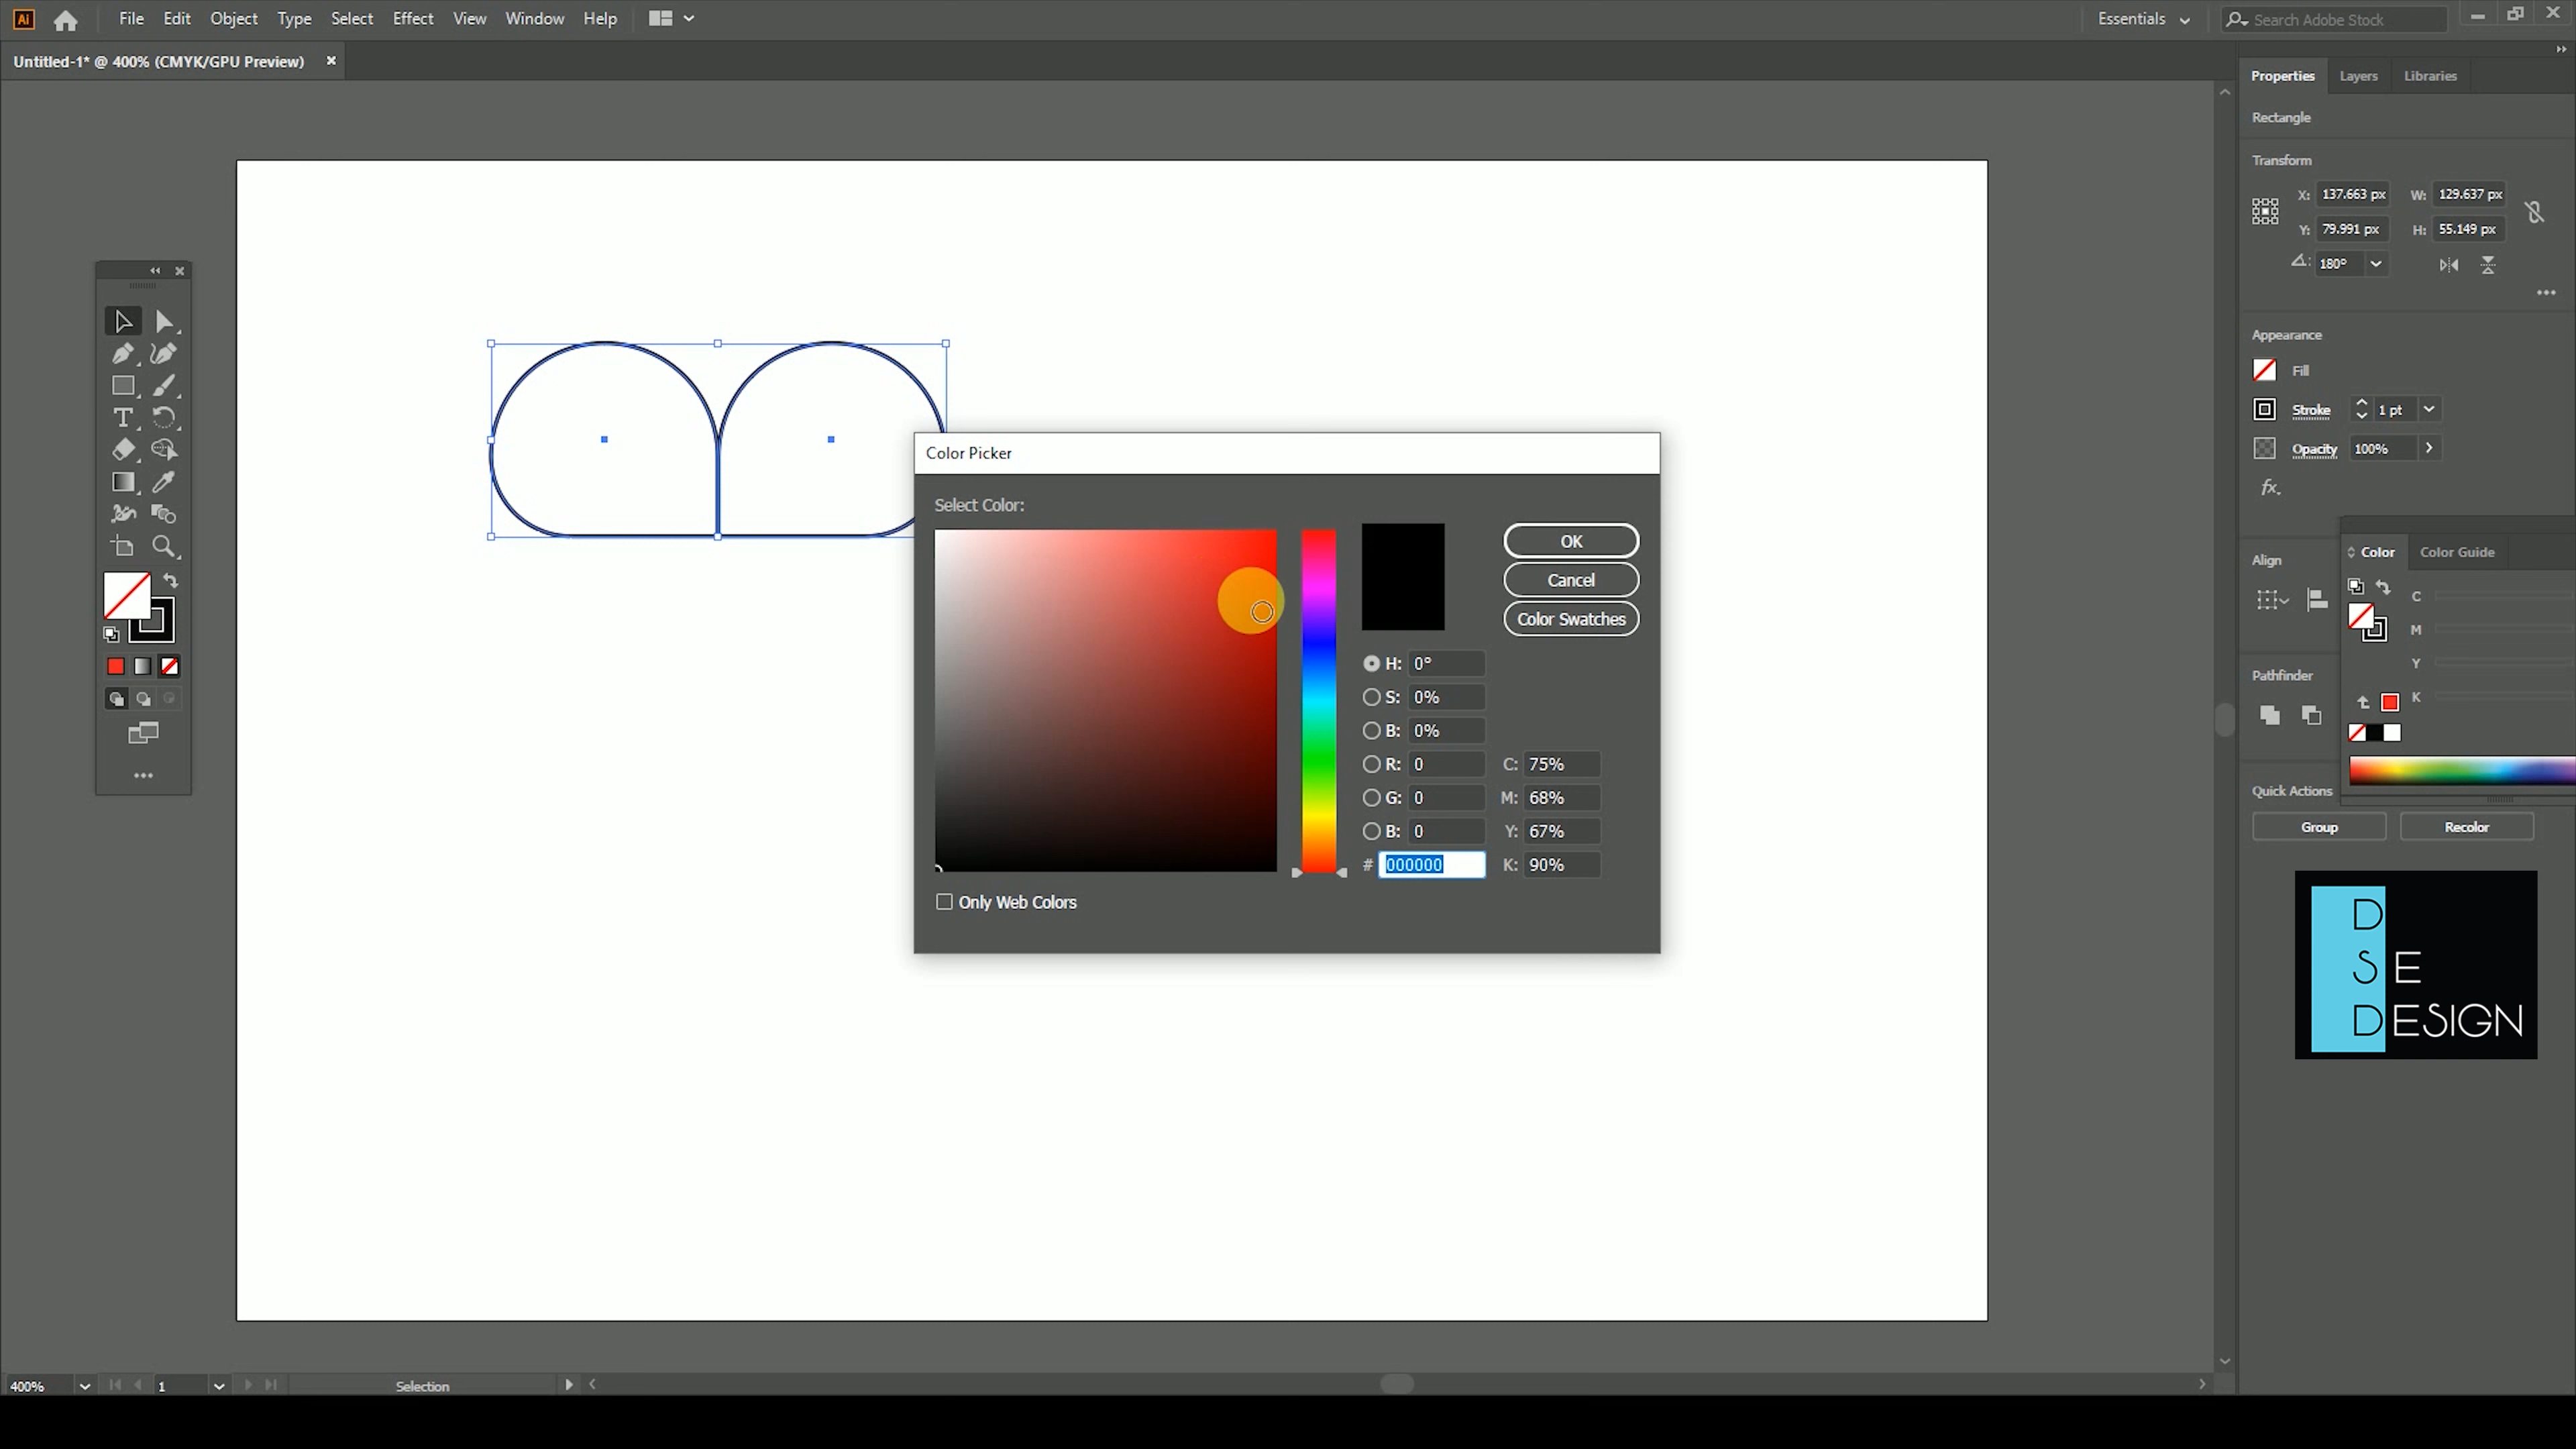 Ai File Edit Object Type Select Effect View Window Help Essentials Search Adobe Stock
Untitled-1* @ 400% (CMYK/GPU Preview)
Properties Layers Libraries
Rectangle
Transform
X: 137.663 px W: 129.637 px
Y: 79.991 px H: 55.149 px
180°
Appearance
Fill
Stroke 1 pt
Opacity 100%
fx.
Align
Color Color Guide
C
M
Y
K
Pathfinder
Quick Actions
Group Recolor
D
S E
DESIGN
T
Color Picker
Select Color:
OK
Cancel
Color Swatches
H: 0°
S: 0%
B: 0%
R: 0 C: 75%
G: 0 M: 68%
B: 0 Y: 67%
# 000000 K: 90%
Only Web Colors
400% 1 Selection